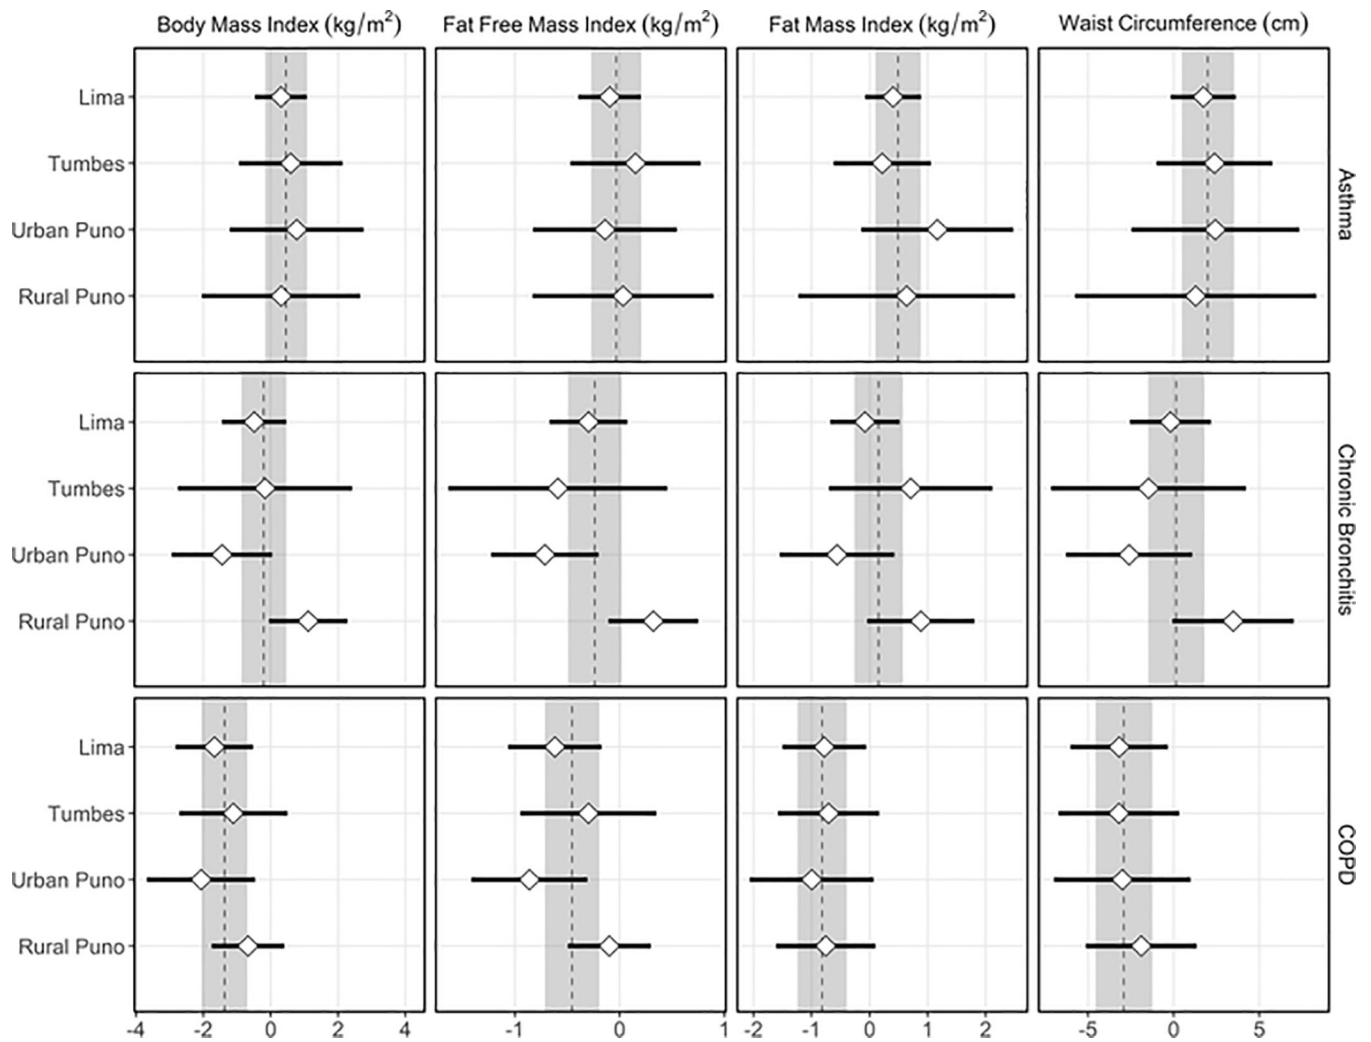 Body Mass Index (kg/m²) Fat Free Mass Index (kg/m²) Fat Mass Index (kg/m²) Waist Circumference (cm)
Lima
Tumbes
Urban Puno
Rural Puno
Asthma
Lima
Tumbes
Urban Puno
Rural Puno
Chronic Bronchitis
Lima
Tumbes
Urban Puno
Rural Puno
COPD
-4 -2 0 2 4 -1 0 1 -2 -1 0 1 2 -5 0 5